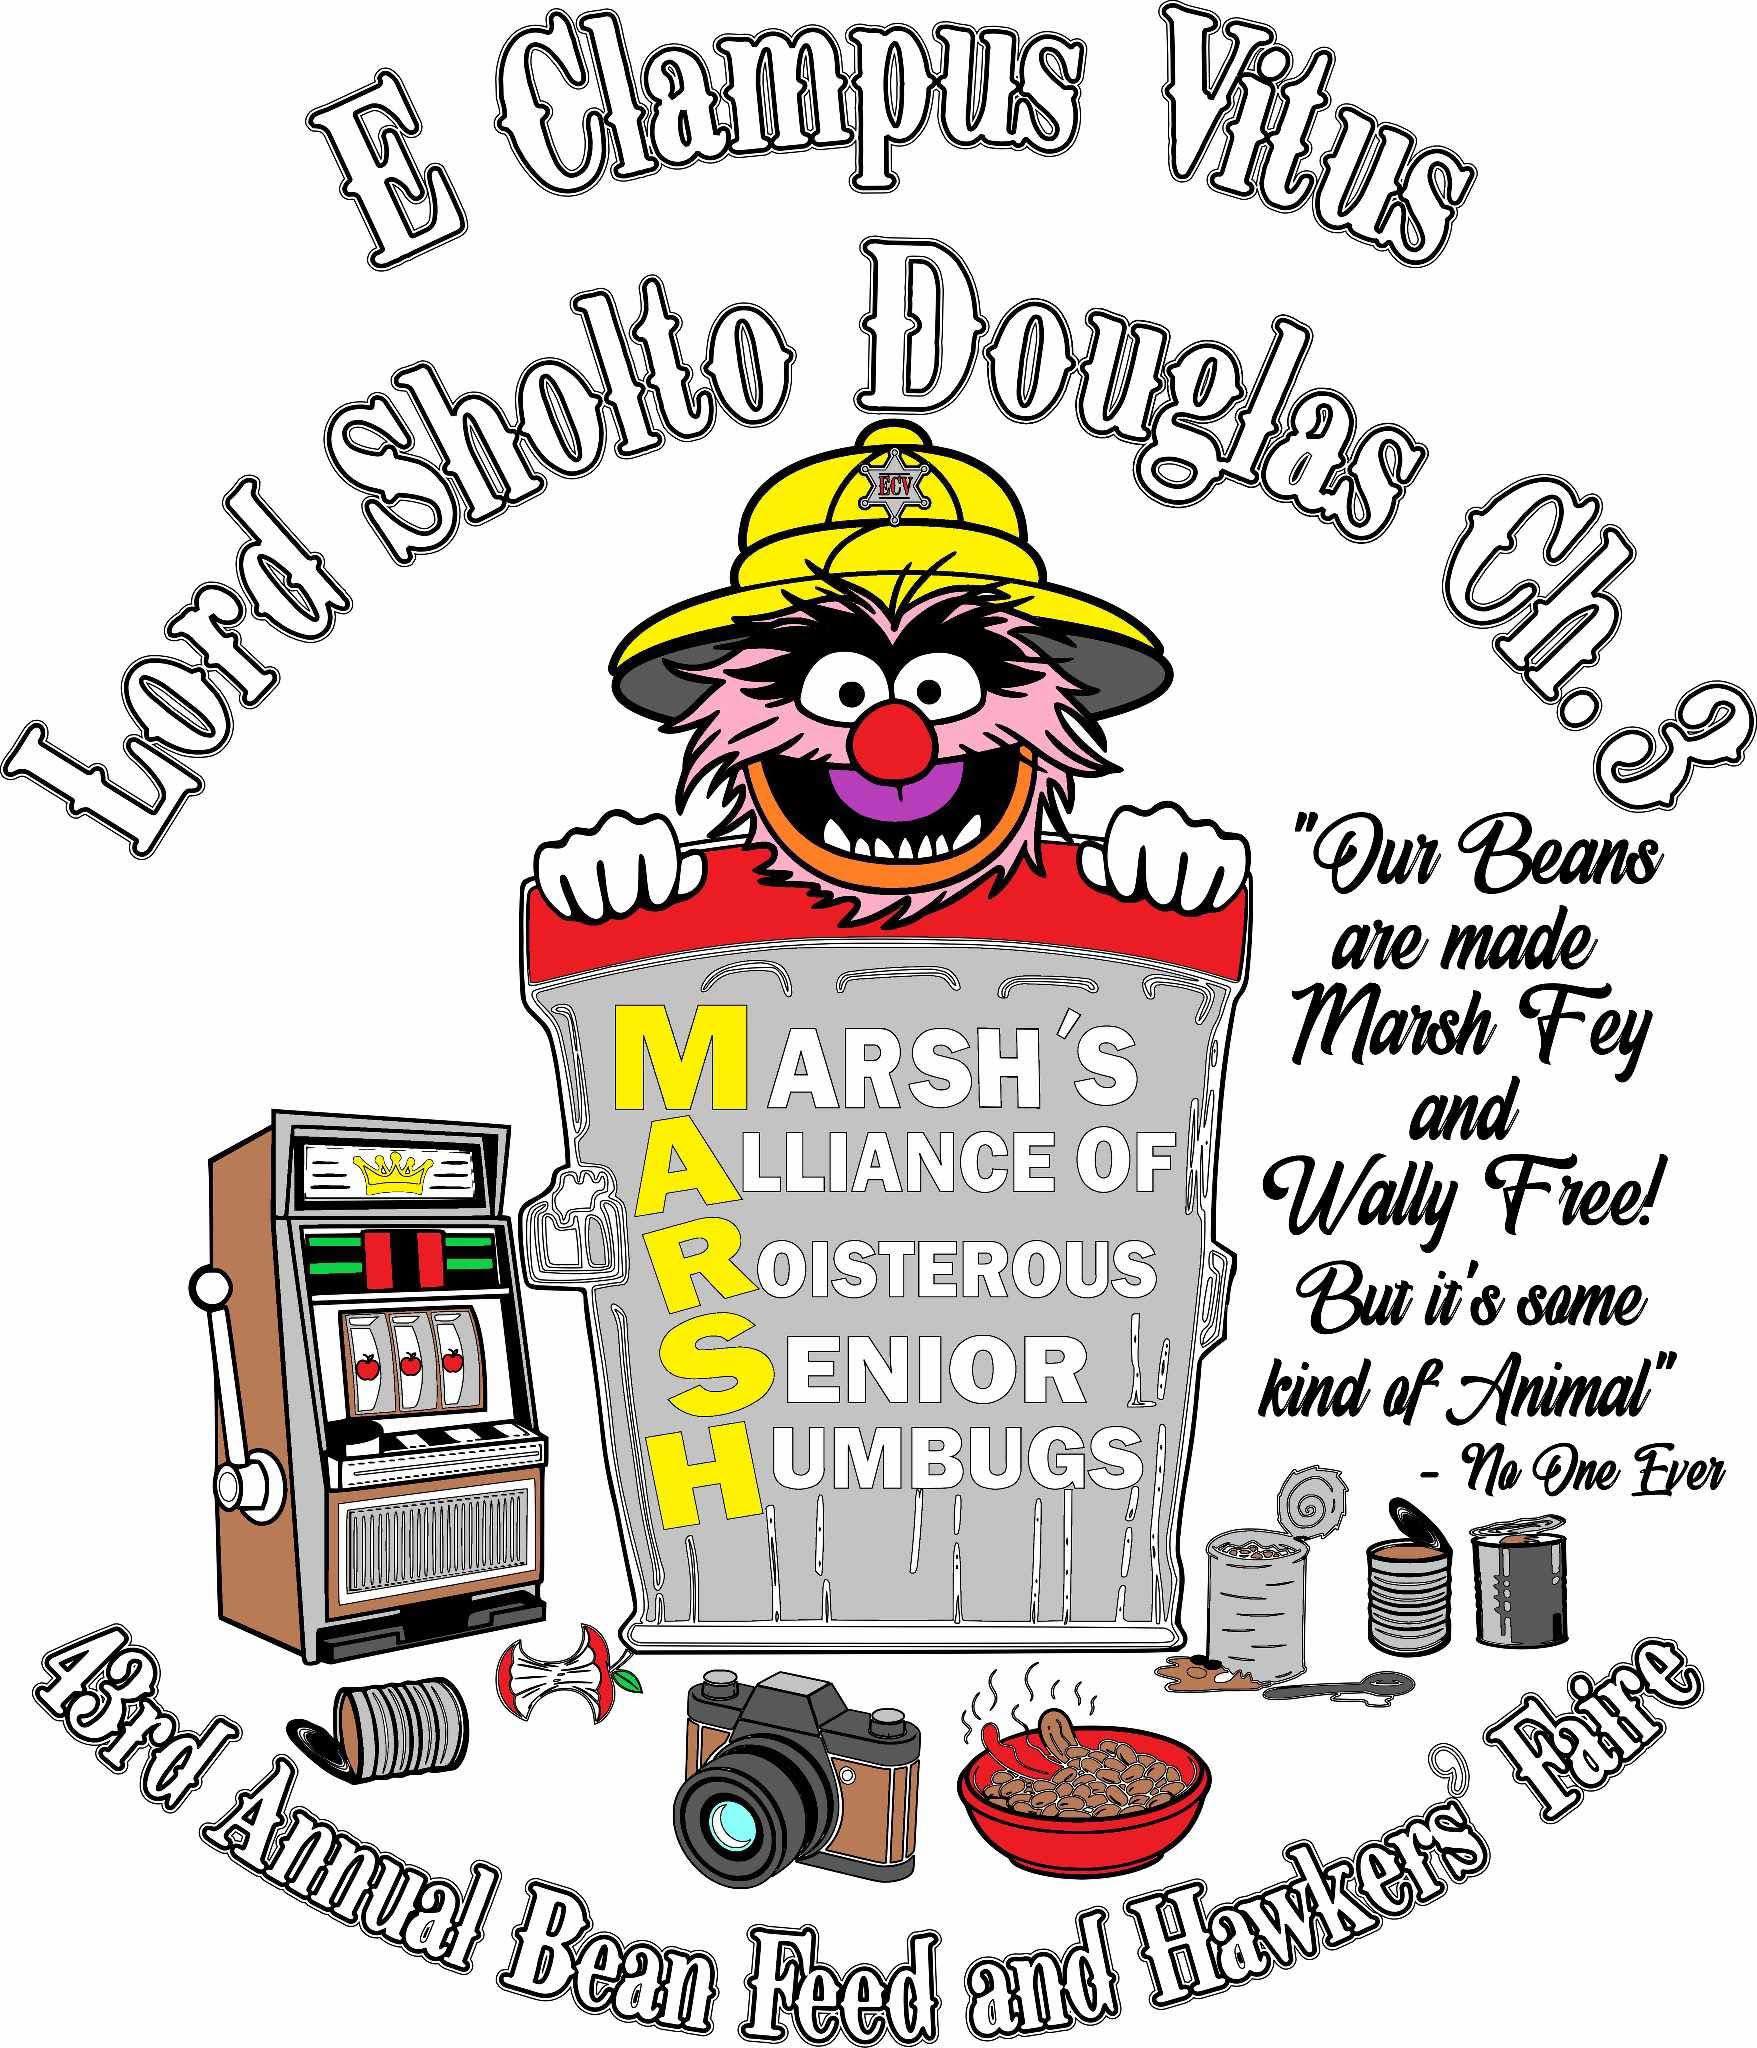 E Clampus Vitus
Lord Sholto Douglas Ch. 3
ECV
MARSH'S
ALLIANCE OF
ROISTEROUS
SENIOR
HUMBUGS
"Our Beans
are made
Marsh Fey
and
Wally Free!
But it's some
kind of Animal"
- No One Ever
43rd Annual Bean Feed and Hawkers' Faire